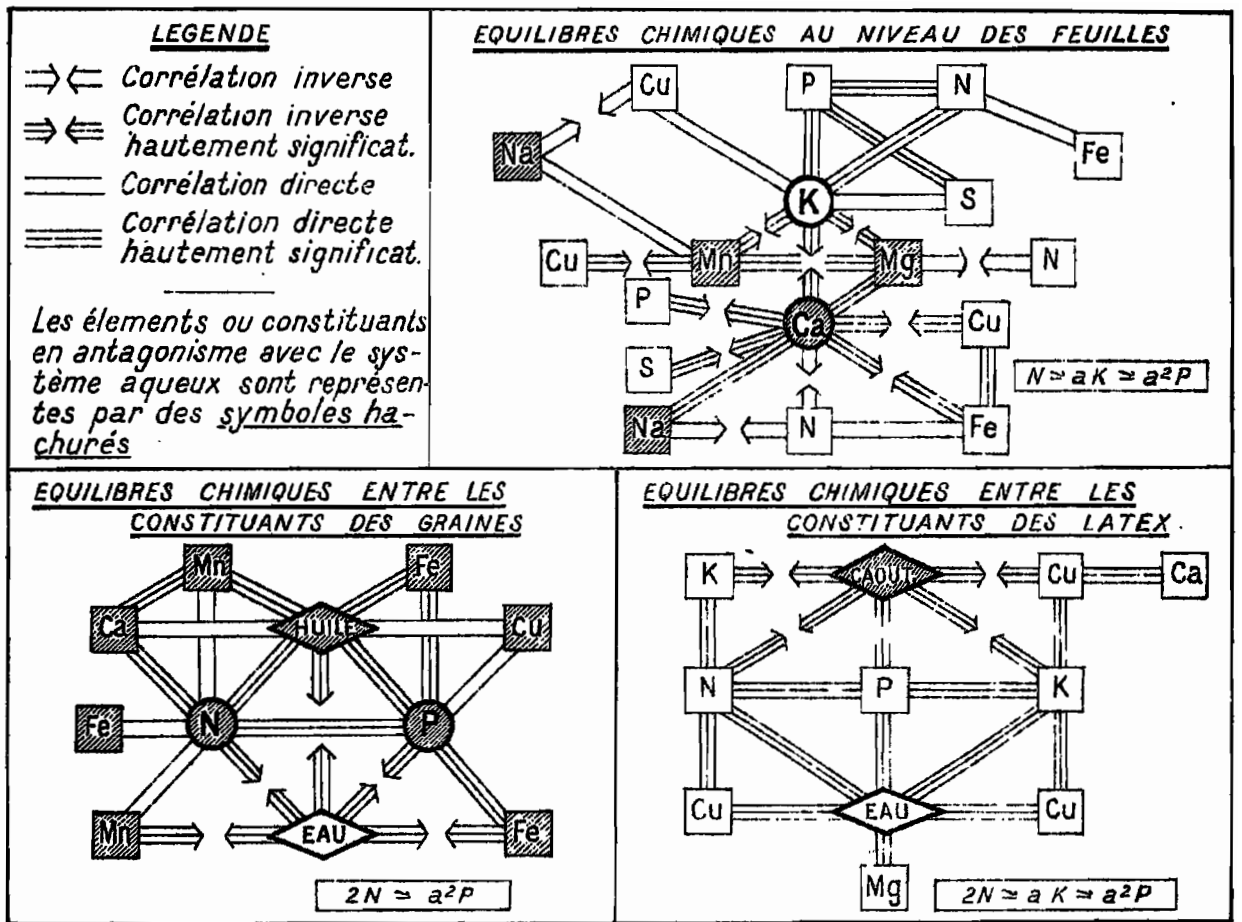 LEGENDE
Corrélation inverse
Corrélation inverse
hautement significat.
Corrélation directe
Corrélation directe
hautement significat.
Les élements ou constituants
en antagonisme avec le sys-
tème aqueux sont représen-
tes par des symboles ha-
churés
EQUILIBRES CHIMIQUES AU NIVEAU DES FEUILLES
Cu P N
Na Fe
K S
Cu Mn Mg N
P
Ca Cu
S
N ≃ aK ≃ a²P
Na N Fe
EQUILIBRES CHIMIQUES ENTRE LES
CONSTITUANTS DES GRAINES
Mn Fe
Ca HUILE Cu
Fe N P
Mn EAU Fe
2N ≃ a²P
EQUILIBRES CHIMIQUES ENTRE LES
CONSTITUANTS DES LATEX.
K CAOUT. Cu Ca
N P K
Cu EAU Cu
Mg
2N ≃ aK ≃ a²P